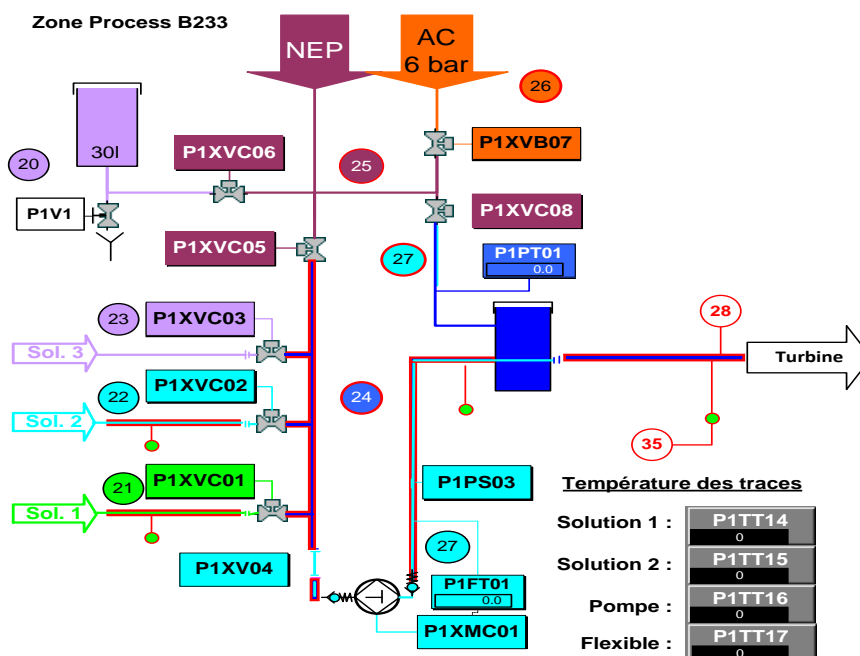 Zone Process B233
NEP
AC
6 bar
26
30l
20
P1XVC06
25
P1XVB07
P1V1
P1XVC08
P1XVC05
27
P1PT01
0.0
23
P1XVC03
Sol. 3
28
Turbine
22
P1XVC02
24
Sol. 2
35
21
P1XVC01
P1PS03
Température des traces
Sol. 1
Solution 1 :
P1TT14
0
27
P1XV04
Solution 2 :
P1TT15
0
P1FT01
0.0
Pompe :
P1TT16
0
P1XMC01
Flexible :
P1TT17
0